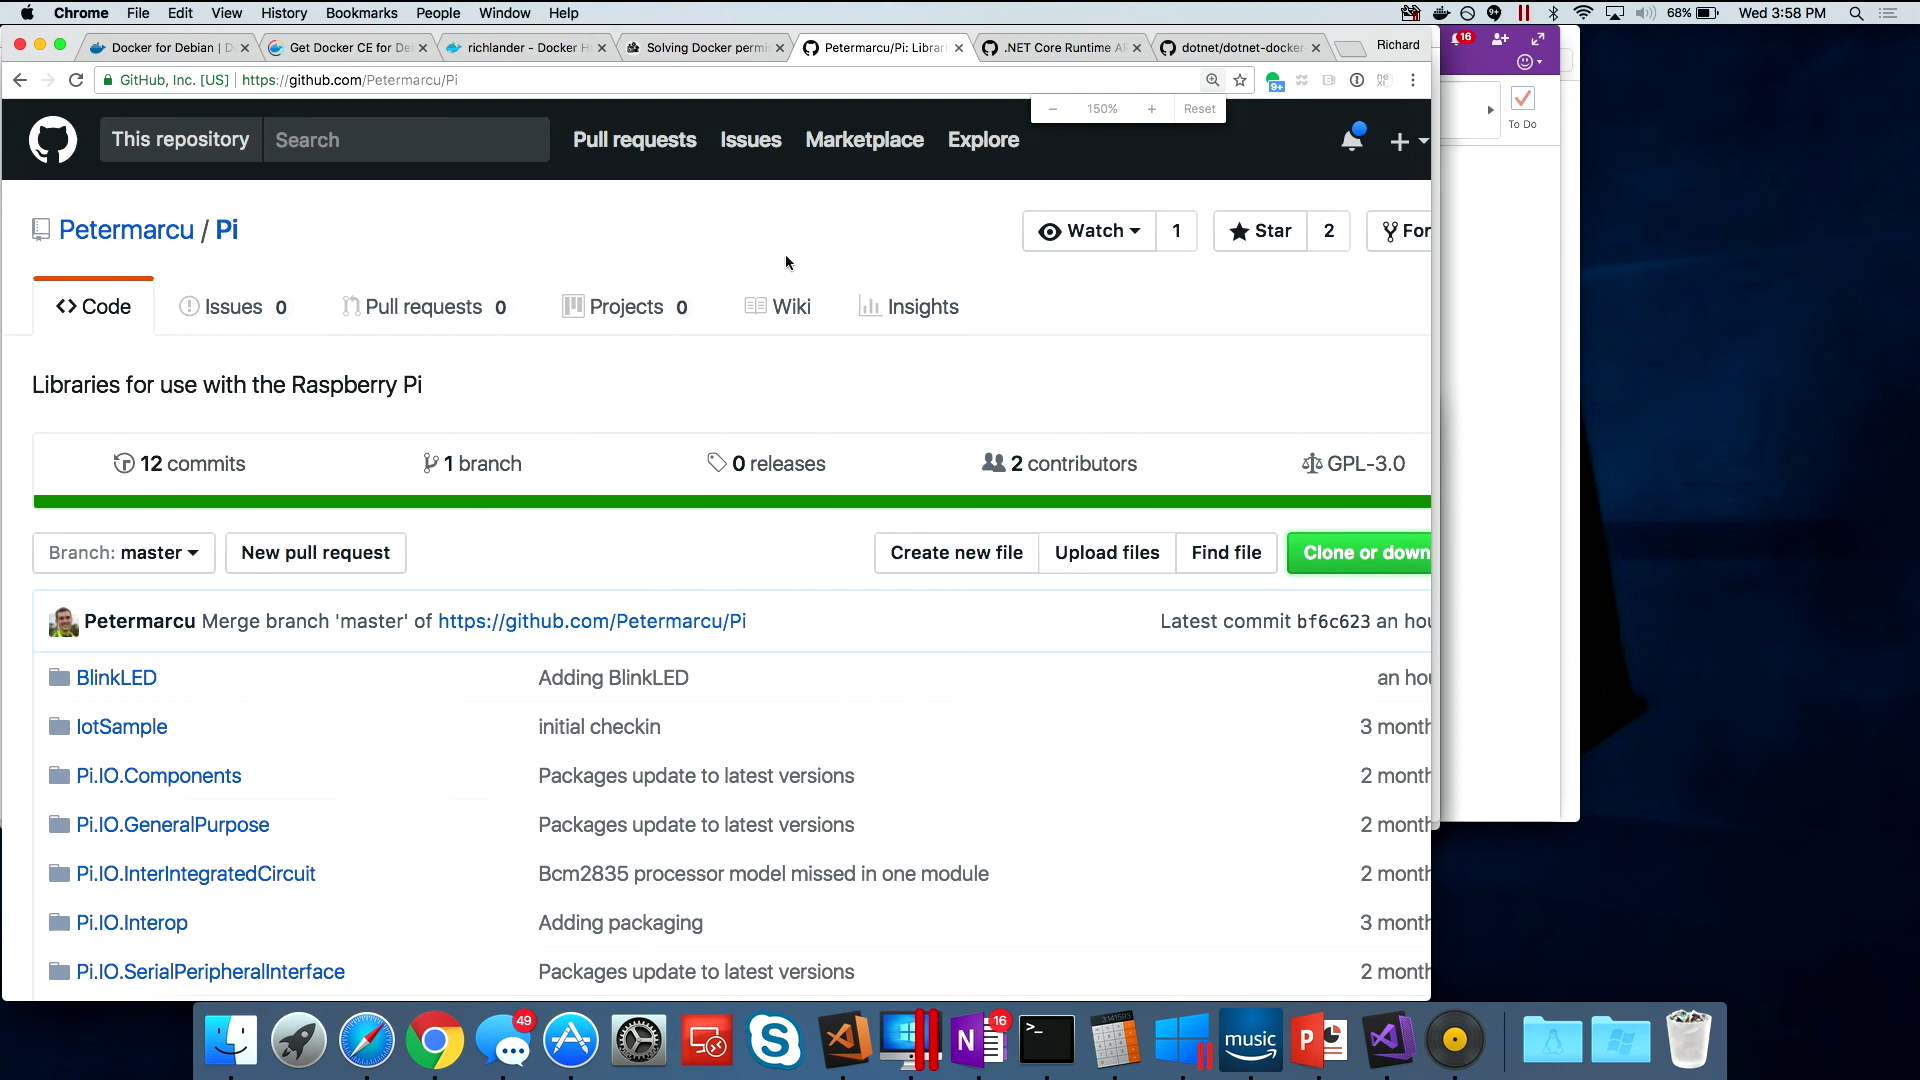 Chrome File Edit View History Bookmarks People Window Help
68% Wed 3:58 PM
Docker for Debian | D
Get Docker CE for De
richlander - Docker H
Solving Docker permi
Petermarcu/Pi: Librar
.NET Core Runtime AR
dotnet/dotnet-docker-
Richard
16
GitHub, Inc. [US] | https://github.com/Petermarcu/Pi
9+
− 150% + Reset
To Do
This repository Search Pull requests Issues Marketplace Explore
Petermarcu / Pi
Watch 1 Star 2 For
Code Issues 0 Pull requests 0 Projects 0 Wiki Insights
Libraries for use with the Raspberry Pi
12 commits 1 branch 0 releases 2 contributors GPL-3.0
Branch: master New pull request Create new file Upload files Find file Clone or down
Petermarcu Merge branch 'master' of https://github.com/Petermarcu/Pi Latest commit bf6c623 an hou
BlinkLED Adding BlinkLED an hou
IotSample initial checkin 3 month
Pi.IO.Components Packages update to latest versions 2 month
Pi.IO.GeneralPurpose Packages update to latest versions 2 month
Pi.IO.InterIntegratedCircuit Bcm2835 processor model missed in one module 2 month
Pi.IO.Interop Adding packaging 3 month
Pi.IO.SerialPeripheralInterface Packages update to latest versions 2 month
49
16
3.141593
music